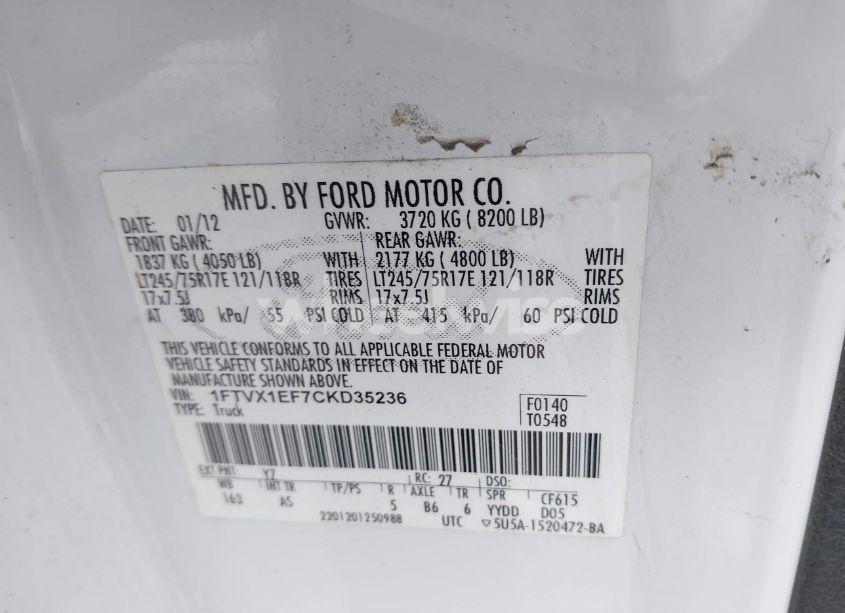 MFD. BY FORD MOTOR CO.
DATE: 01/12 GVWR: 3720 KG ( 8200 LB)
FRONT GAWR: REAR GAWR:
1837 KG ( 4050 LB) WITH 2177 KG ( 4800 LB) WITH
LT245/75R17E 121/118R TIRES LT245/75R17E 121/118R TIRES
17x7.5J RIMS 17x7.5J RIMS
AT 380 kPa/ 55 PSI COLD AT 415 kPa/ 60 PSI COLD
THIS VEHICLE CONFORMS TO ALL APPLICABLE FEDERAL MOTOR
VEHICLE SAFETY STANDARDS IN EFFECT ON THE DATE OF
MANUFACTURE SHOWN ABOVE.
VIN: 1FTVX1EF7CKD35236 F0140
TYPE: Truck T0548
EXT PNT: YZ RC: 27 DSO:
WB INT TR TP/PS R AXLE TR SPR CF615
163 AS 5 B6 6 YYDD D05
2201201250988 UTC ▽5U5A-1520472-BA